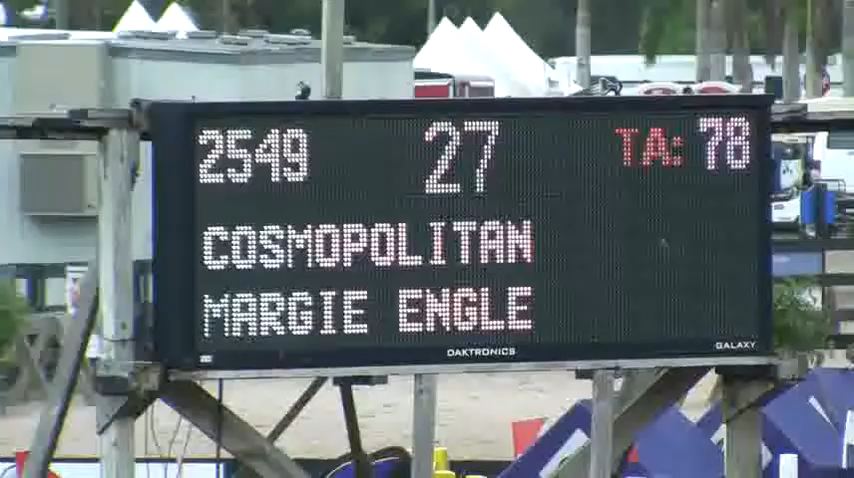 2549 27 TA: 78
COSMOPOLITAN
MARGIE ENGLE
DAKTRONICS GALAXY